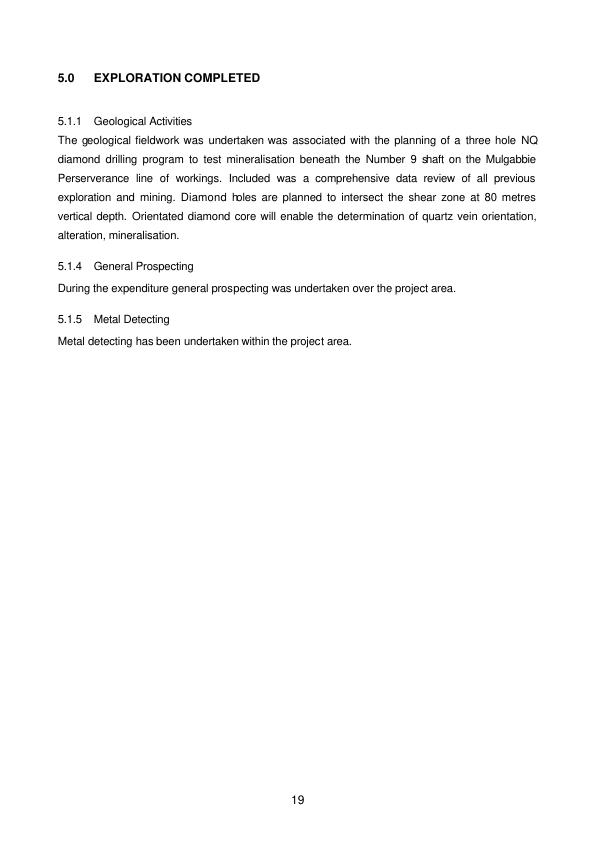 5.0 EXPLORATION COMPLETED
5.1.1 Geological Activities
The geological fieldwork was undertaken was associated with the planning of a three hole NQ
diamond drilling program to test mineralisation beneath the Number 9 shaft on the Mulgabbie
Perserverance line of workings. Included was a comprehensive data review of all previous
exploration and mining. Diamond holes are planned to intersect the shear zone at 80 metres
vertical depth. Orientated diamond core will enable the determination of quartz vein orientation,
alteration, mineralisation.
5.1.4 General Prospecting
During the expenditure general prospecting was undertaken over the project area.
5.1.5 Metal Detecting
Metal detecting has been undertaken within the project area.
19